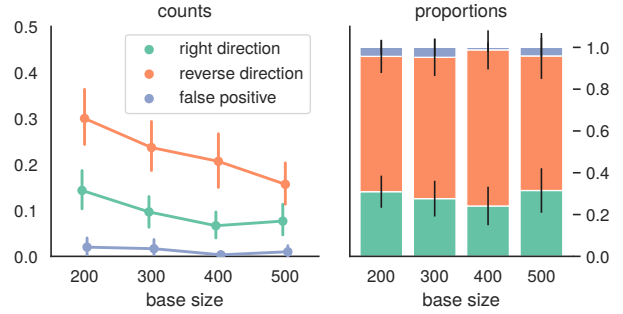 counts
0.5
0.4
0.3
0.2
0.1
0.0
right direction
reverse direction
false positive
200 300 400 500
base size
proportions
1.0
0.8
0.6
0.4
0.2
0.0
200 300 400 500
base size